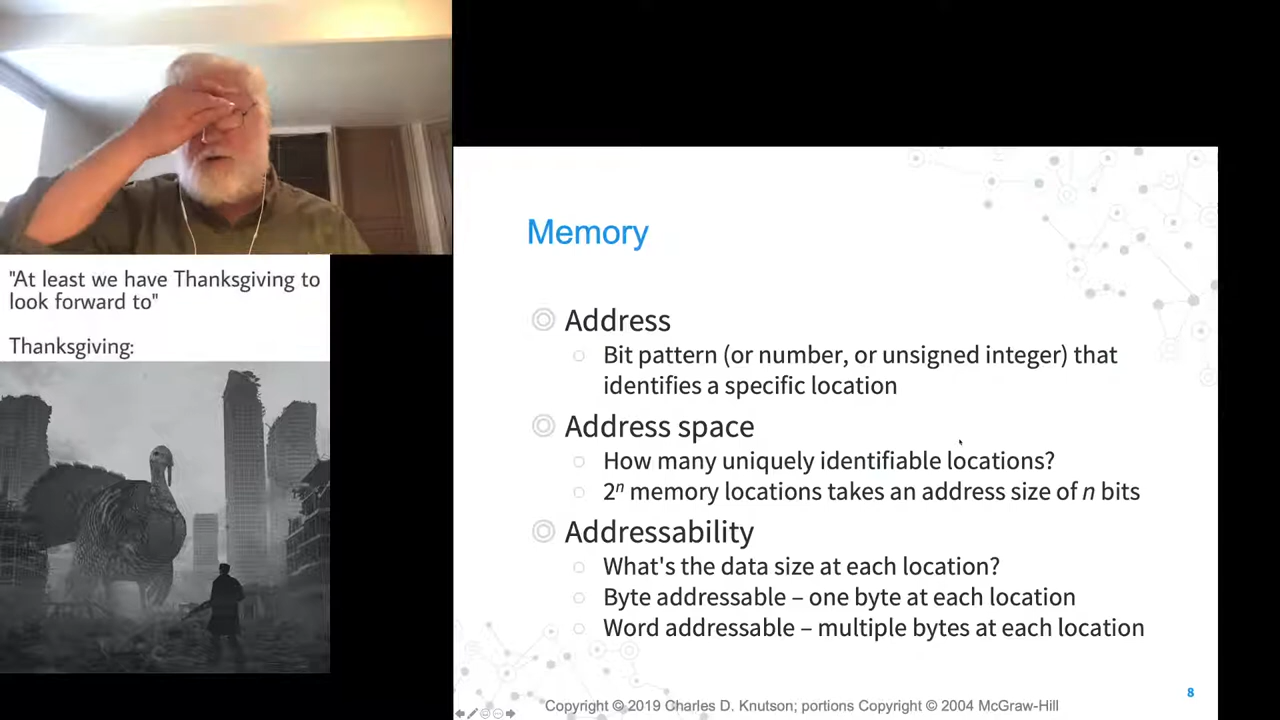 "At least we have Thanksgiving to
look forward to"
Thanksgiving:
Memory
Address
Bit pattern (or number, or unsigned integer) that
identifies a specific location
Address space
How many uniquely identifiable locations?
2ⁿ memory locations takes an address size of n bits
Addressability
What's the data size at each location?
Byte addressable – one byte at each location
Word addressable – multiple bytes at each location
8
Copyright © 2019 Charles D. Knutson; portions Copyright © 2004 McGraw-Hill